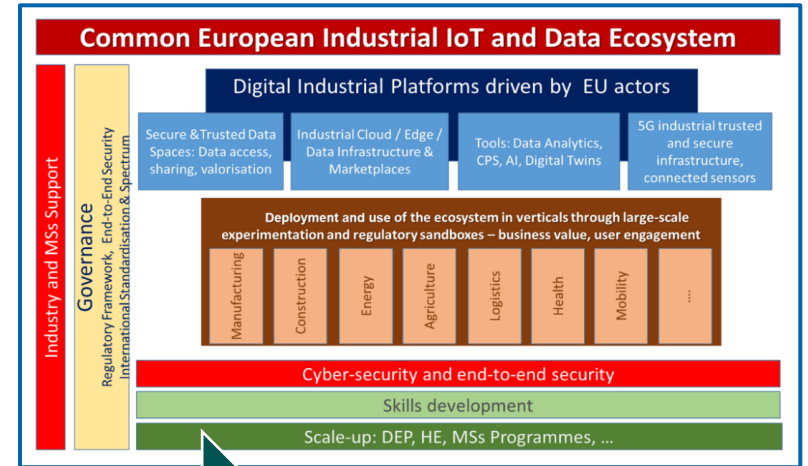 Common European Industrial IoT and Data Ecosystem
Industry and MSs Support
Governance
Regulatory Framework, End-to-End Security
International Standardisation & Spectrum
Digital Industrial Platforms driven by EU actors
Secure &Trusted Data
Spaces: Data access,
sharing, valorisation
Industrial Cloud / Edge /
Data Infrastructure &
Marketplaces
Tools: Data Analytics,
CPS, AI, Digital Twins
5G industrial trusted
and secure
infrastructure,
connected sensors
Deployment and use of the ecosystem in verticals through large-scale
experimentation and regulatory sandboxes – business value, user engagement
Manufacturing
Construction
Energy
Agriculture
Logistics
Health
Mobility
....
Cyber-security and end-to-end security
Skills development
Scale-up: DEP, HE, MSs Programmes, ...